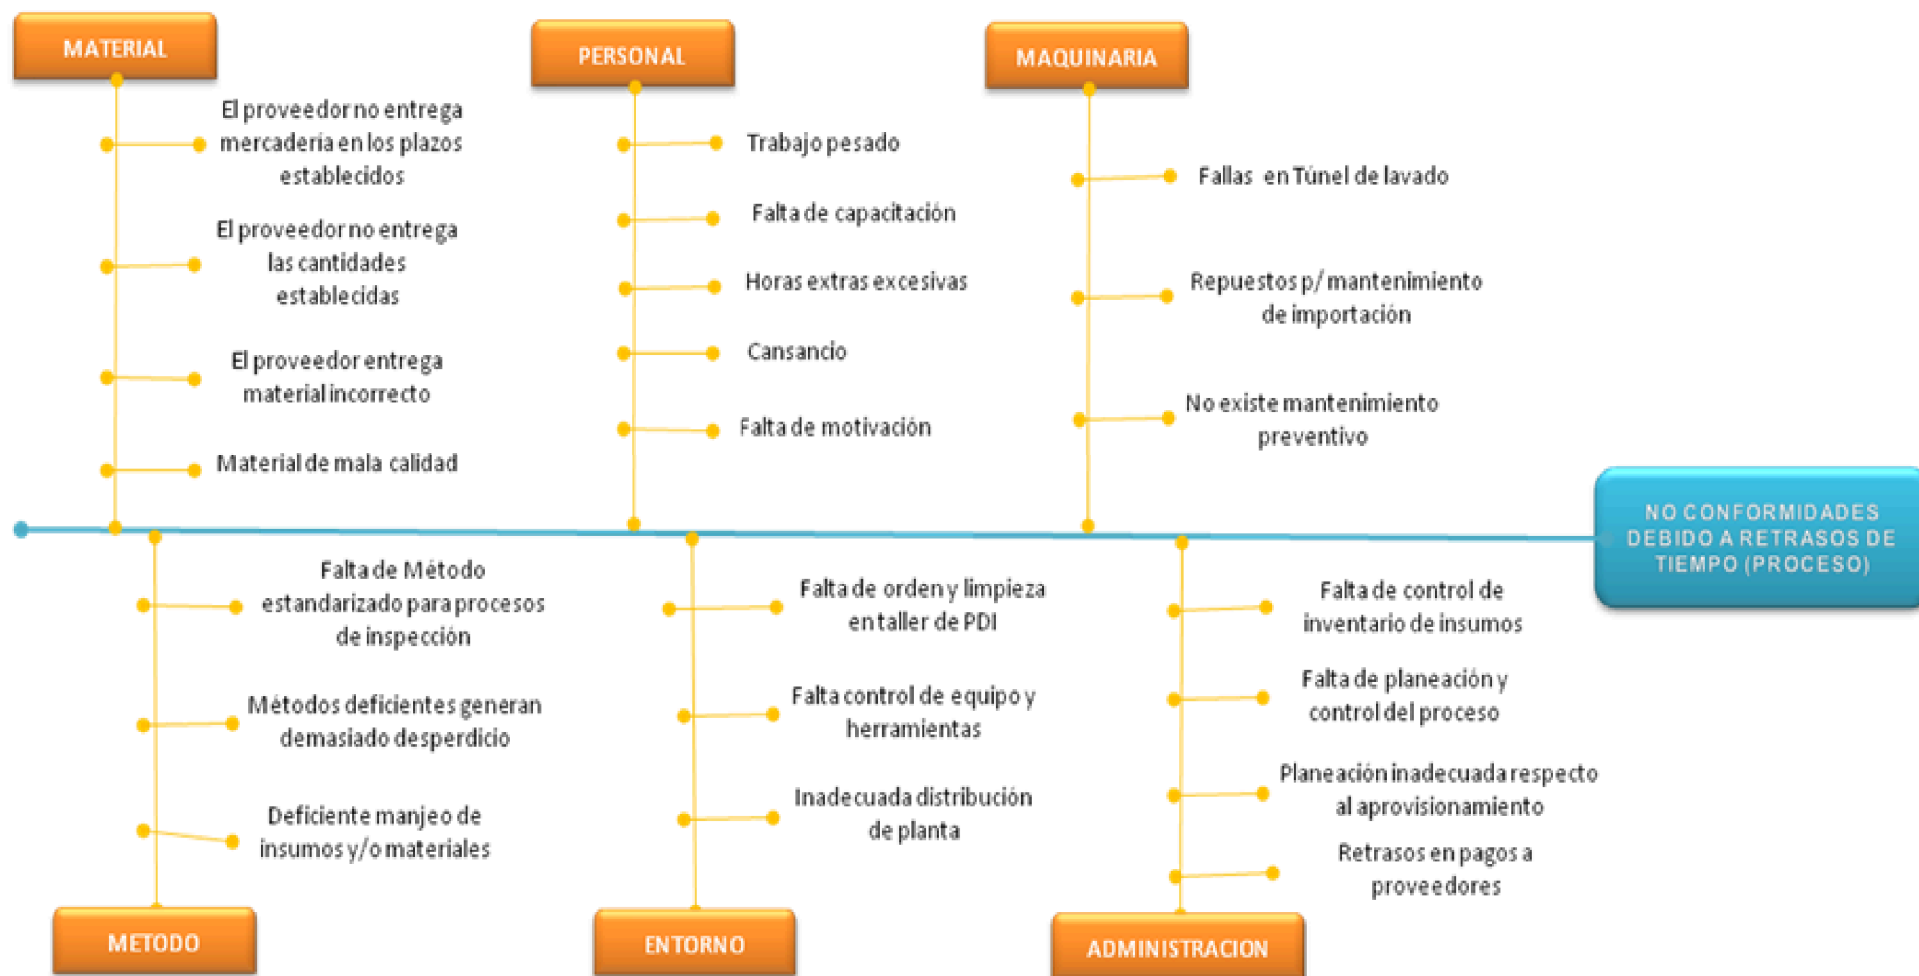 MATERIAL
El proveedor no entrega
mercadería en los plazos
establecidos
El proveedor no entrega
las cantidades
establecidas
El proveedor entrega
material incorrecto
Material de mala calidad
PERSONAL
Trabajo pesado
Falta de capacitación
Horas extras excesivas
Cansancio
Falta de motivación
MAQUINARIA
Fallas en Túnel de lavado
Repuestos p/ mantenimiento
de importación
No existe mantenimiento
preventivo
NO CONFORMIDADES
DEBIDO A RETRASOS DE
TIEMPO (PROCESO)
Falta de Método
estandarizado para procesos
de inspección
Métodos deficientes generan
demasiado desperdicio
Deficiente manjeo de
insumos y/o materiales
METODO
Falta de orden y limpieza
en taller de PDI
Falta control de equipo y
herramientas
Inadecuada distribución
de planta
ENTORNO
Falta de control de
inventario de insumos
Falta de planeación y
control del proceso
Planeación inadecuada respecto
al aprovisionamiento
Retrasos en pagos a
proveedores
ADMINISTRACION